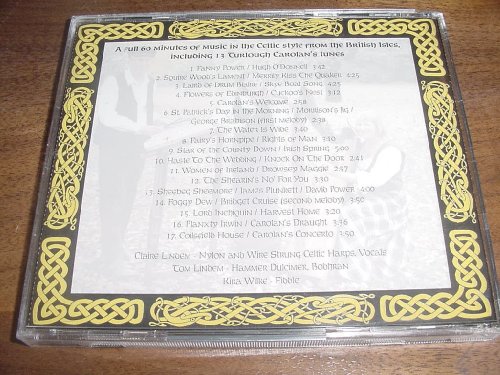 A full 60 minutes of music in the Celtic style from the British Isles,
including 13 Turlough Carolan's tunes
1. Fanny Power / Hugh O'Donnell 3:42
2. Squire Wood's Lament / Merrily Kiss the Quaker 4:25
3. Laird of Drum Blair / Skye Boat Song 4:23
4. Flowers of Edinburgh / Cuckoo's Nest 3:12
5. Carolan's Welcome 2:58
6. St Patrick's Day in the Morning / Morrison's Jig /
George Brabison (first melody) 2:38
7. The Water is Wide 3:40
8. Fairy's Hornpipe / Rights of Man 3:40
9. Star of the County Down / Irish Spring 5:00
10. Haste To The Wedding / Knock On The Door 2:41
11. Women of Ireland / Drowsey Maggie 2:57
12. The Shearin's No' For You 3:30
13. Sheebeg Sheemore / James Plunkett / David Power 4:00
14. Foggy Dew / Bridget Cruise (second melody) 3:50
15. Lord Inchiquin / Harvest Home 3:20
16. Planxty Irwin / Carolan's Draught 3:36
17. Coilsfield House / Carolan's Concerto 3:50
Claire Lindem - Nylon and Wire Strung Celtic Harps, Vocals
Tom Lindem - Hammer Dulcimer, Bodhran
Kira Wilke - Fiddle